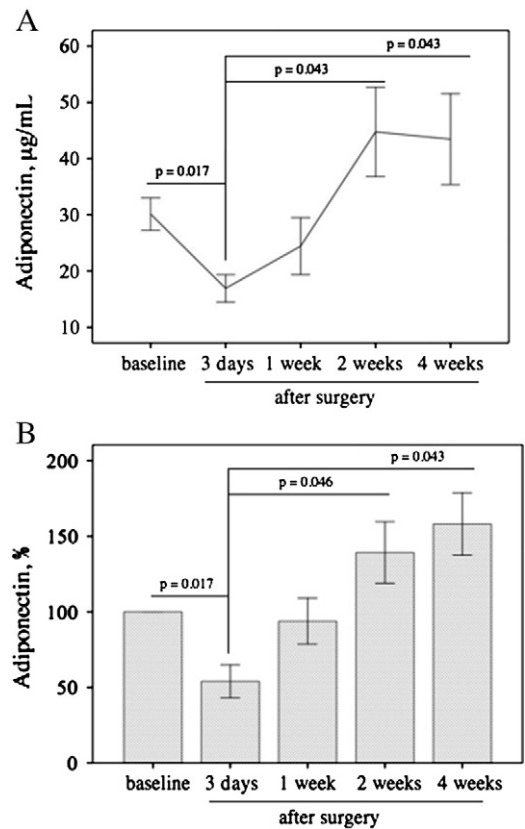 A
Adiponectin, µg/mL
60
50
40
30
20
10
p = 0.043
p = 0.043
p = 0.017
baseline 3 days 1 week 2 weeks 4 weeks
after surgery
B
Adiponectin, %
200
150
100
50
0
p = 0.043
p = 0.046
p = 0.017
baseline 3 days 1 week 2 weeks 4 weeks
after surgery